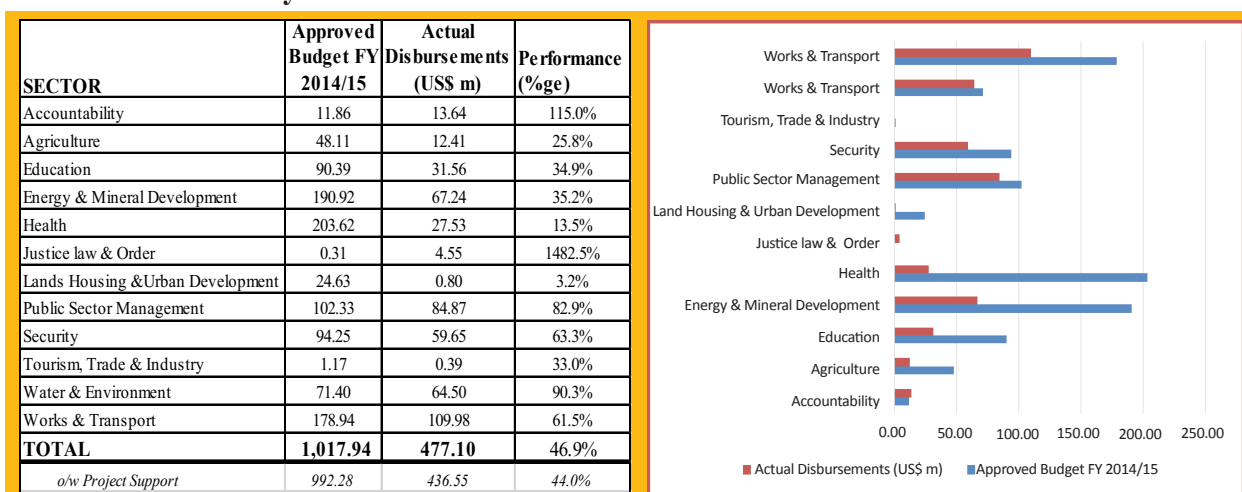 SECTOR Approved Budget FY 2014/15 Actual Disbursements (US$ m) Performance (%ge)
Accountability 11.86 13.64 115.0%
Agriculture 48.11 12.41 25.8%
Education 90.39 31.56 34.9%
Energy & Mineral Development 190.92 67.24 35.2%
Health 203.62 27.53 13.5%
Justice law & Order 0.31 4.55 1482.5%
Lands Housing &Urban Development 24.63 0.80 3.2%
Public Sector Management 102.33 84.87 82.9%
Security 94.25 59.65 63.3%
Tourism, Trade & Industry 1.17 0.39 33.0%
Water & Environment 71.40 64.50 90.3%
Works & Transport 178.94 109.98 61.5%
TOTAL 1,017.94 477.10 46.9%
o/w Project Support 992.28 436.55 44.0%
Works & Transport
Works & Transport
Tourism, Trade & Industry
Security
Public Sector Management
Land Housing & Urban Development
Justice law & Order
Health
Energy & Mineral Development
Education
Agriculture
Accountability
0.00 50.00 100.00 150.00 200.00 250.00
Actual Disbursements (US$ m) Approved Budget FY 2014/15